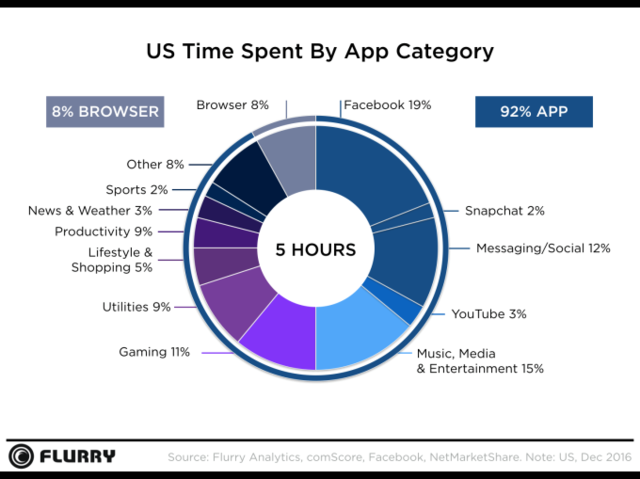 US Time Spent By App Category
8% BROWSER
92% APP
Browser 8%
Facebook 19%
Snapchat 2%
Messaging/Social 12%
YouTube 3%
Music, Media
& Entertainment 15%
Gaming 11%
Utilities 9%
Lifestyle &
Shopping 5%
Productivity 9%
News & Weather 3%
Sports 2%
Other 8%
5 HOURS
FLURRY
Source: Flurry Analytics, comScore, Facebook, NetMarketShare. Note: US, Dec 2016